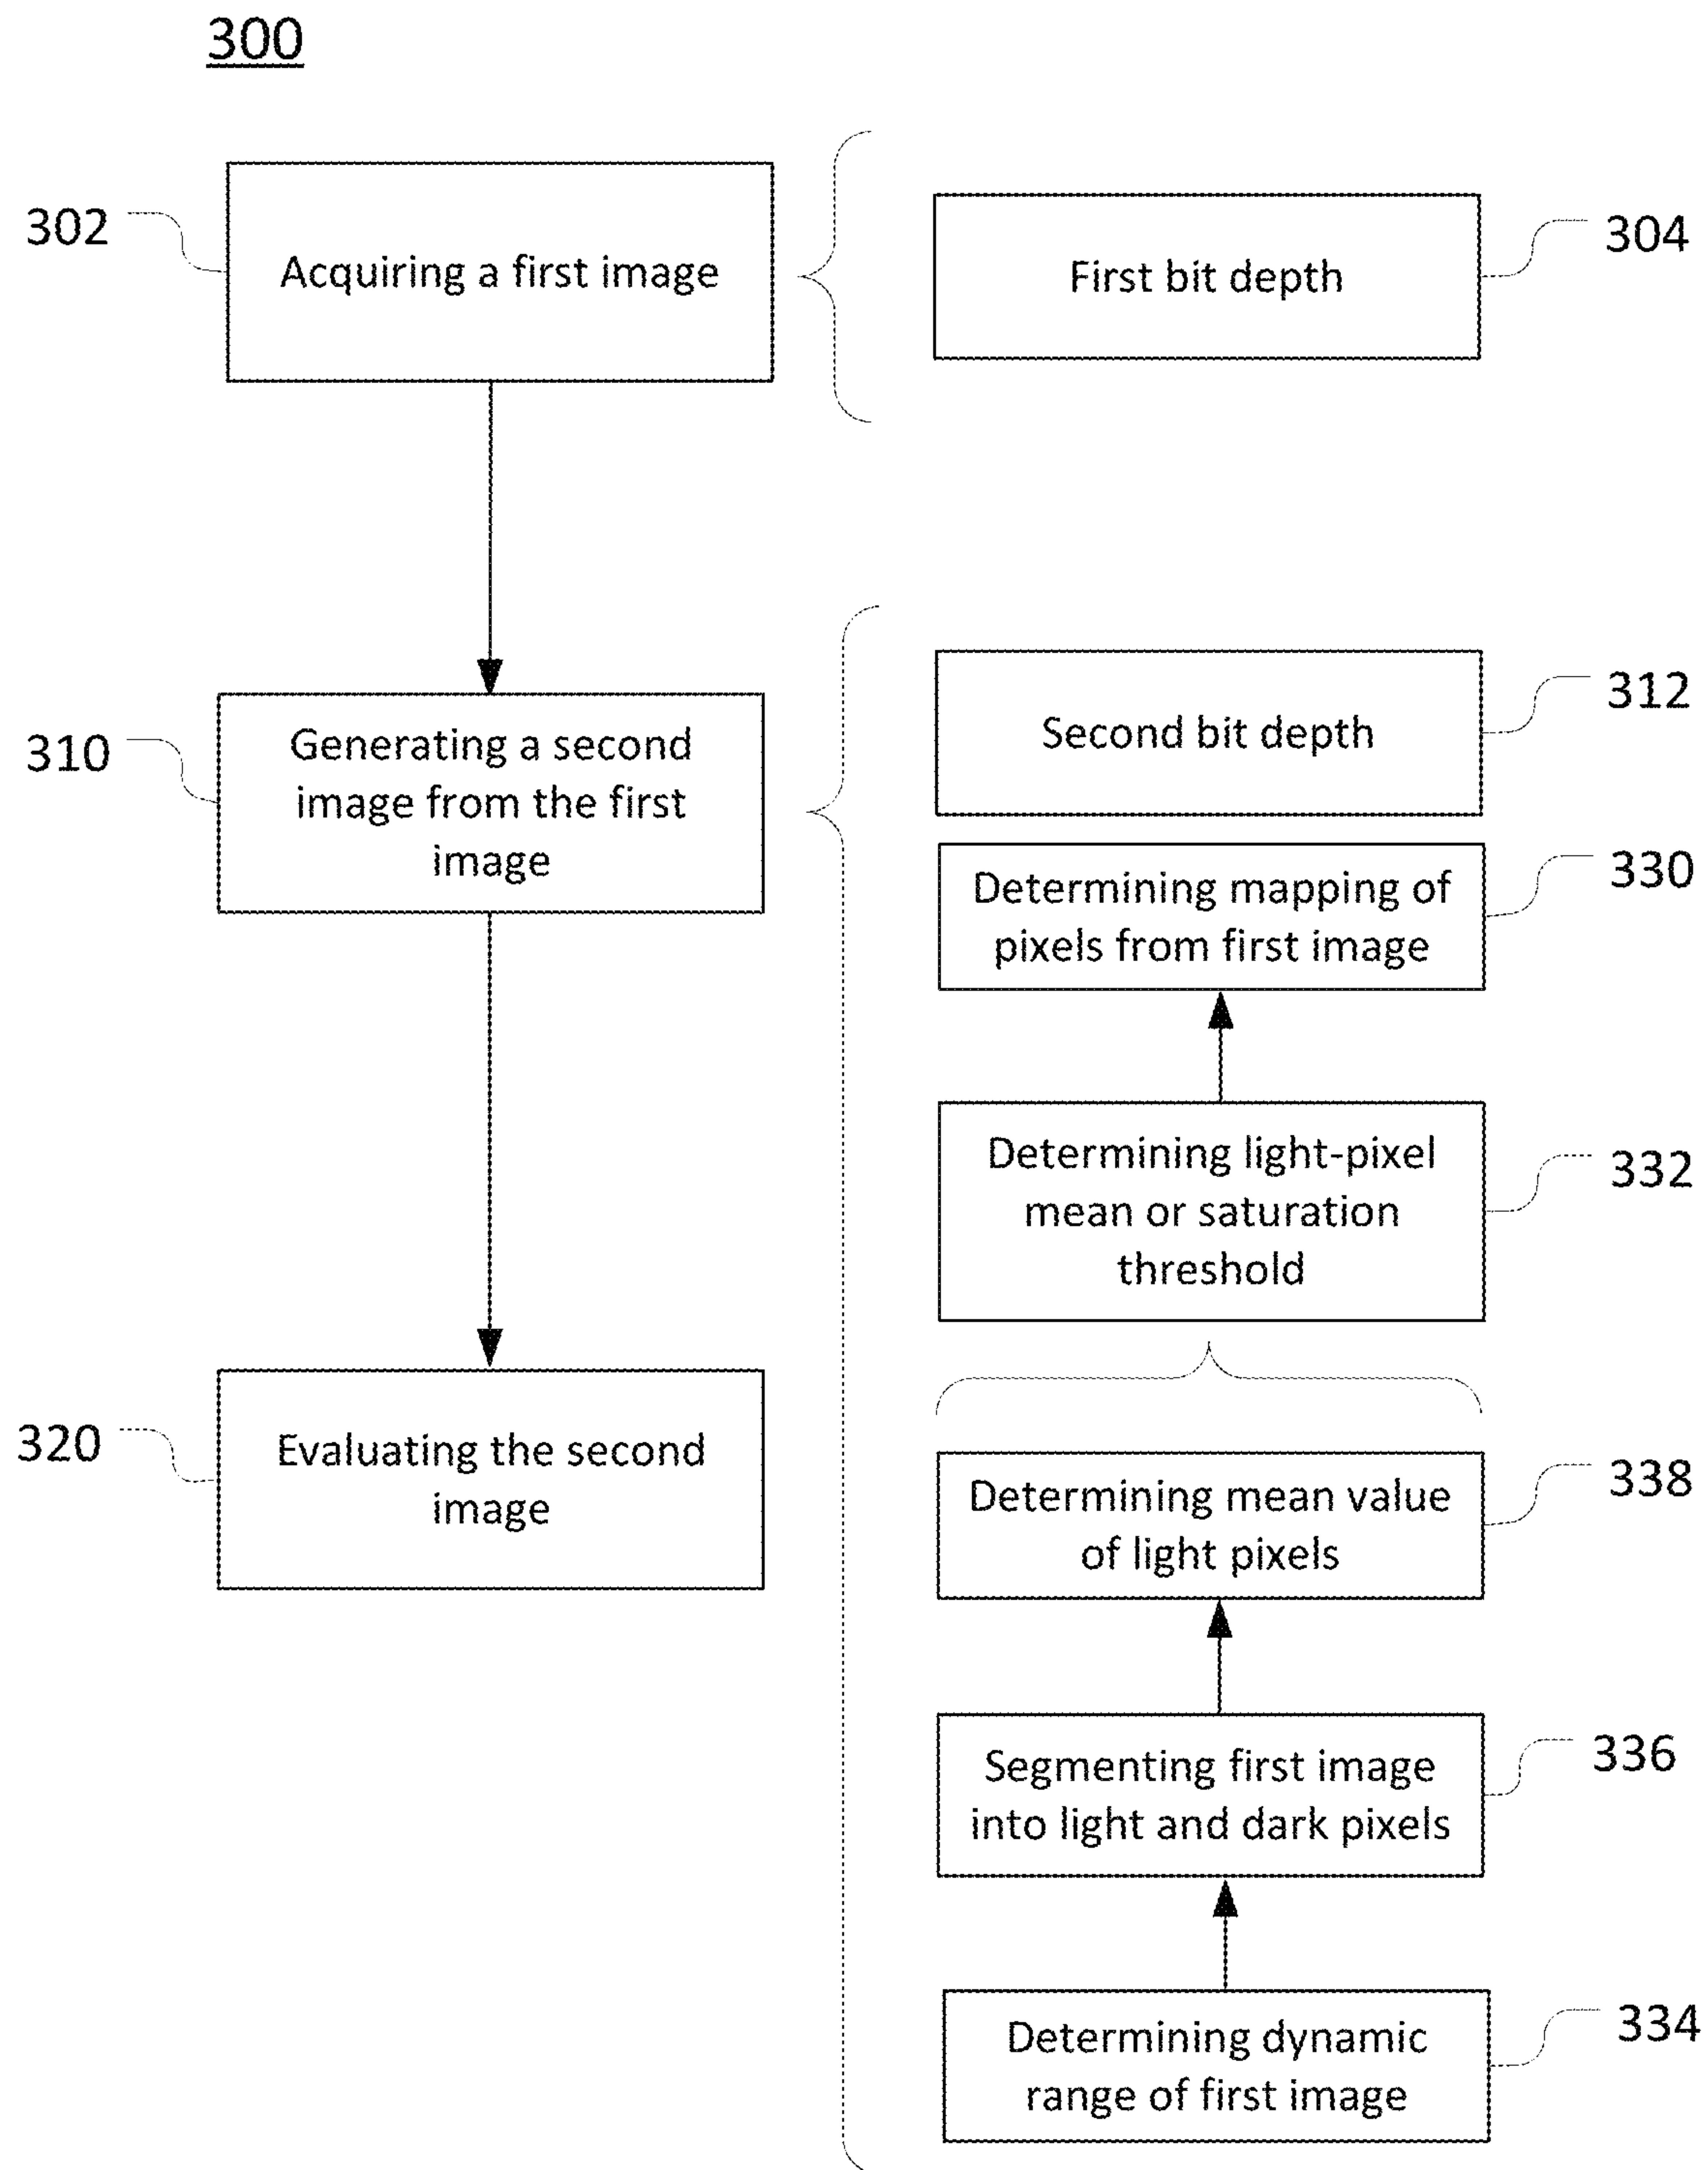 300
302
Acquiring a first image
First bit depth
304
310
Generating a second
image from the first
image
Second bit depth
312
Determining mapping of
pixels from first image
330
Determining light-pixel
mean or saturation
threshold
332
320
Evaluating the second
image
Determining mean value
of light pixels
338
Segmenting first image
into light and dark pixels
336
Determining dynamic
range of first image
334